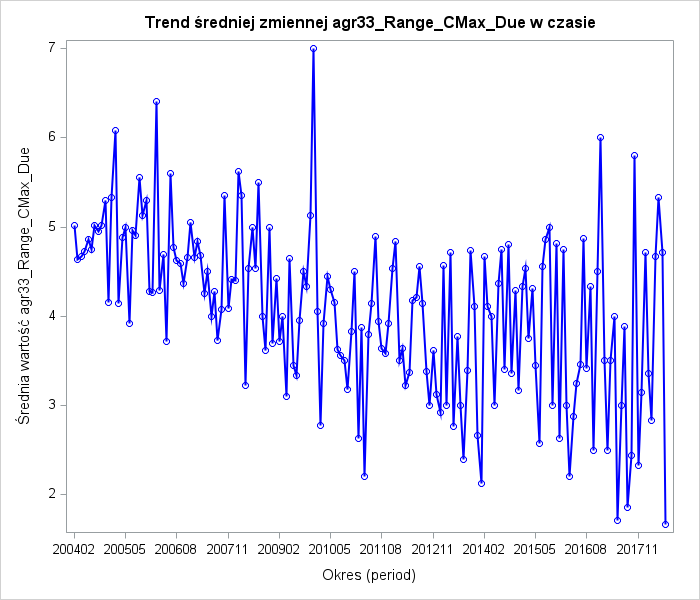 Trend średniej zmiennej agr33_Range_CMax_Due w czasie
Średnia wartość agr33_Range_CMax_Due
7
6
5
4
3
2
200402 200505 200608 200711 200902 201005 201108 201211 201402 201505 201608 201711
Okres (period)